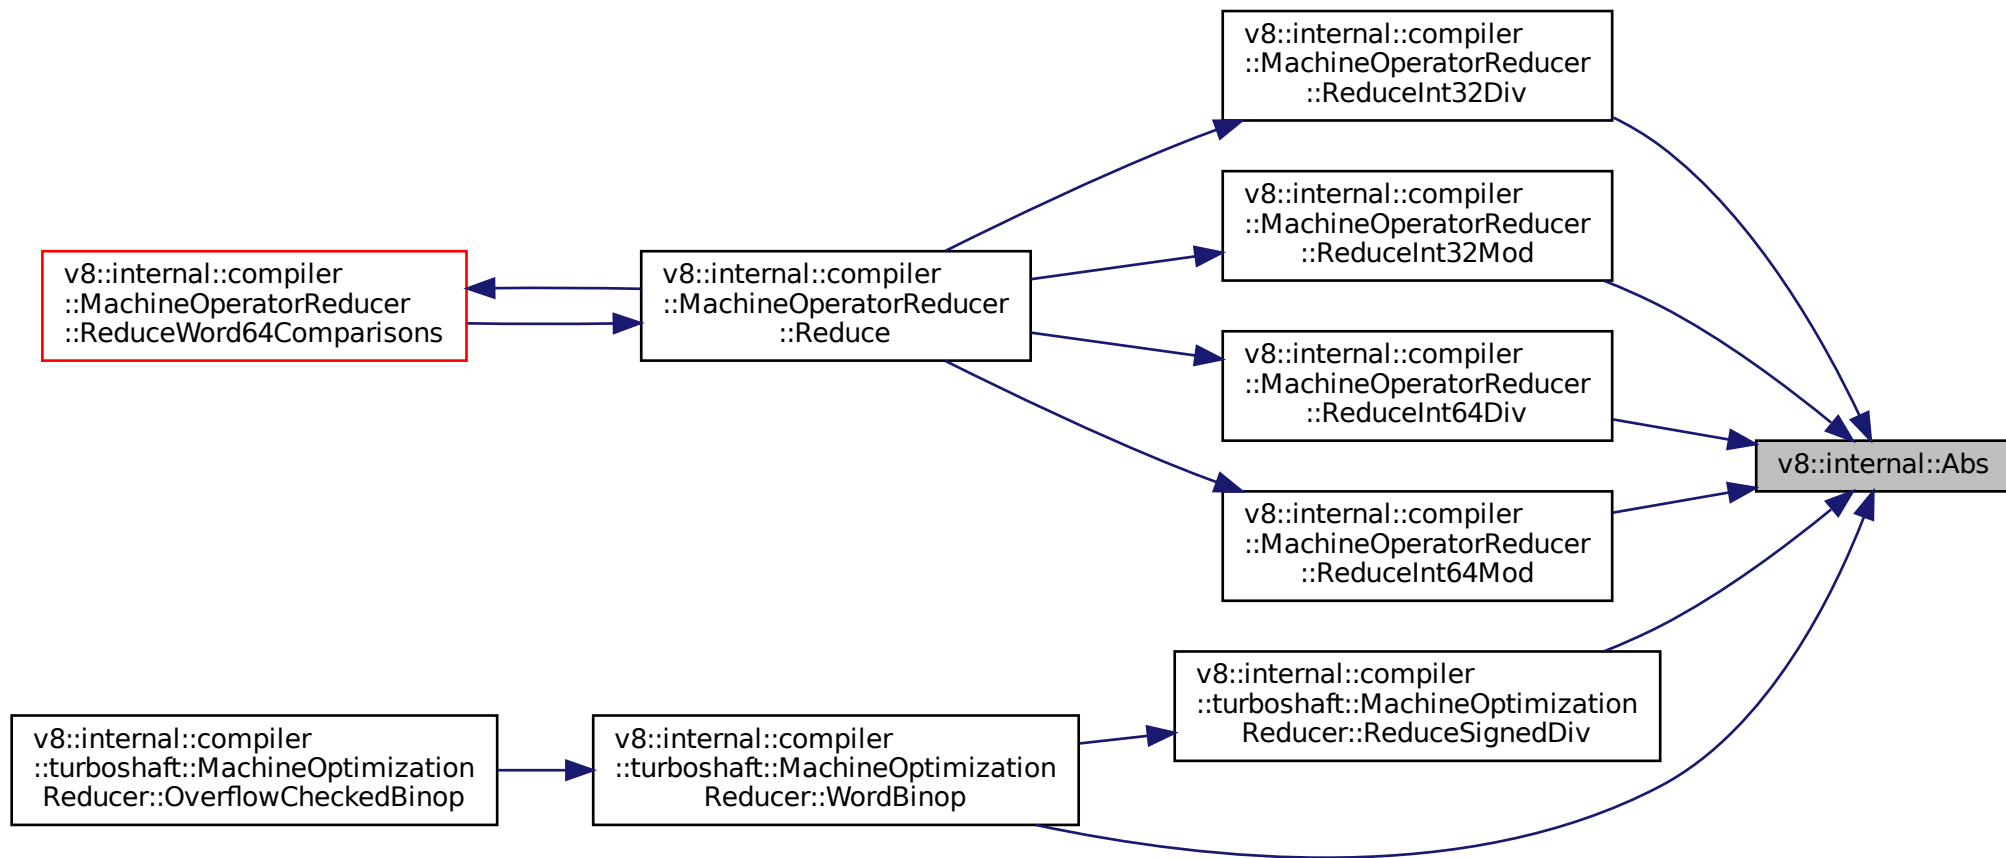 v8::internal::compiler
::MachineOperatorReducer
::ReduceInt32Div
v8::internal::compiler
::MachineOperatorReducer
::ReduceInt32Mod
v8::internal::compiler
::MachineOperatorReducer
::ReduceWord64Comparisons
v8::internal::compiler
::MachineOperatorReducer
::Reduce
v8::internal::compiler
::MachineOperatorReducer
::ReduceInt64Div
v8::internal::Abs
v8::internal::compiler
::MachineOperatorReducer
::ReduceInt64Mod
v8::internal::compiler
::turboshaft::MachineOptimization
Reducer::ReduceSignedDiv
v8::internal::compiler
::turboshaft::MachineOptimization
Reducer::OverflowCheckedBinop
v8::internal::compiler
::turboshaft::MachineOptimization
Reducer::WordBinop